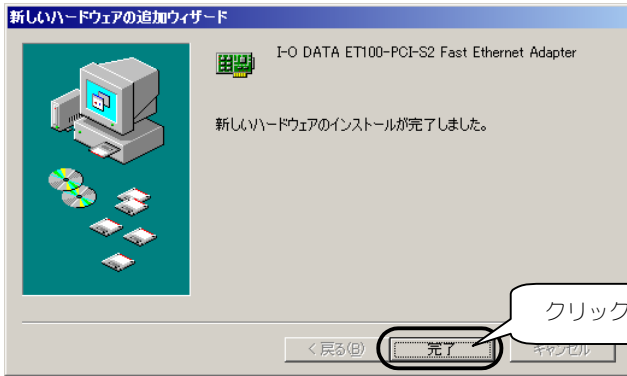 新しいハードウェアの追加ウィザード
I-O DATA ET100-PCI-S2 Fast Ethernet Adapter
新しいハードウェアのインストールが完了しました。
クリック
< 戻る(B)
完了
キャンセル